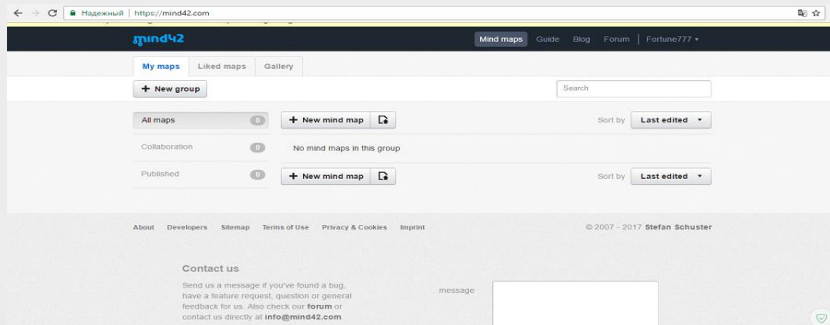 Надежный | https://mind42.com
mind42
Mind maps Guide Blog Forum | Fortune777
My maps Liked maps Gallery
+ New group
Search
All maps 0
+ New mind map
Sort by Last edited
Collaboration 0
No mind maps in this group
Published 0
+ New mind map
Sort by Last edited
About Developers Sitemap Terms of Use Privacy & Cookies Imprint
© 2007 - 2017 Stefan Schuster
Contact us
Send us a message if you've found a bug,
have a feature request, question or general
feedback for us. Also check our forum or
contact us directly at info@mind42.com.
message